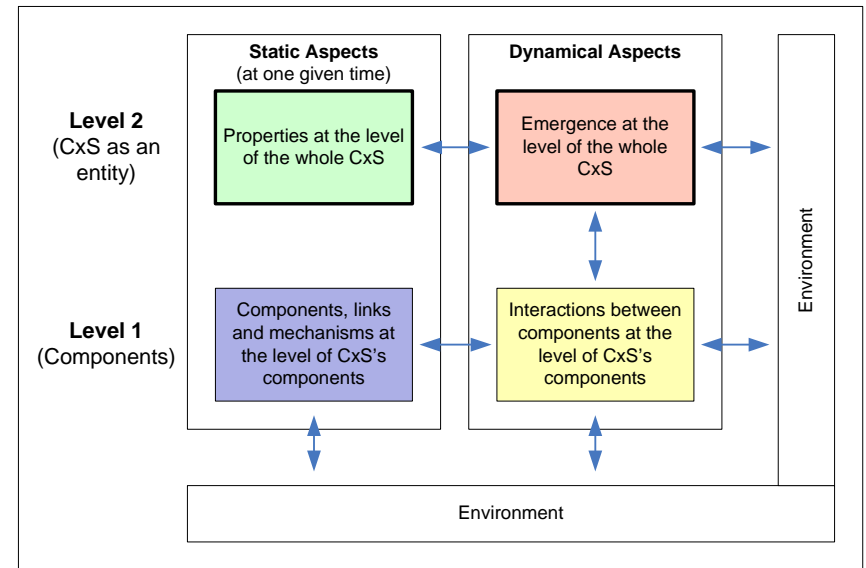 Static Aspects
(at one given time)
Dynamical Aspects
Level 2
(CxS as an
entity)
Properties at the level
of the whole CxS
Emergence at the
level of the whole
CxS
Environment
Level 1
(Components)
Components, links
and mechanisms at
the level of CxS's
components
Interactions between
components at the
level of CxS's
components
Environment